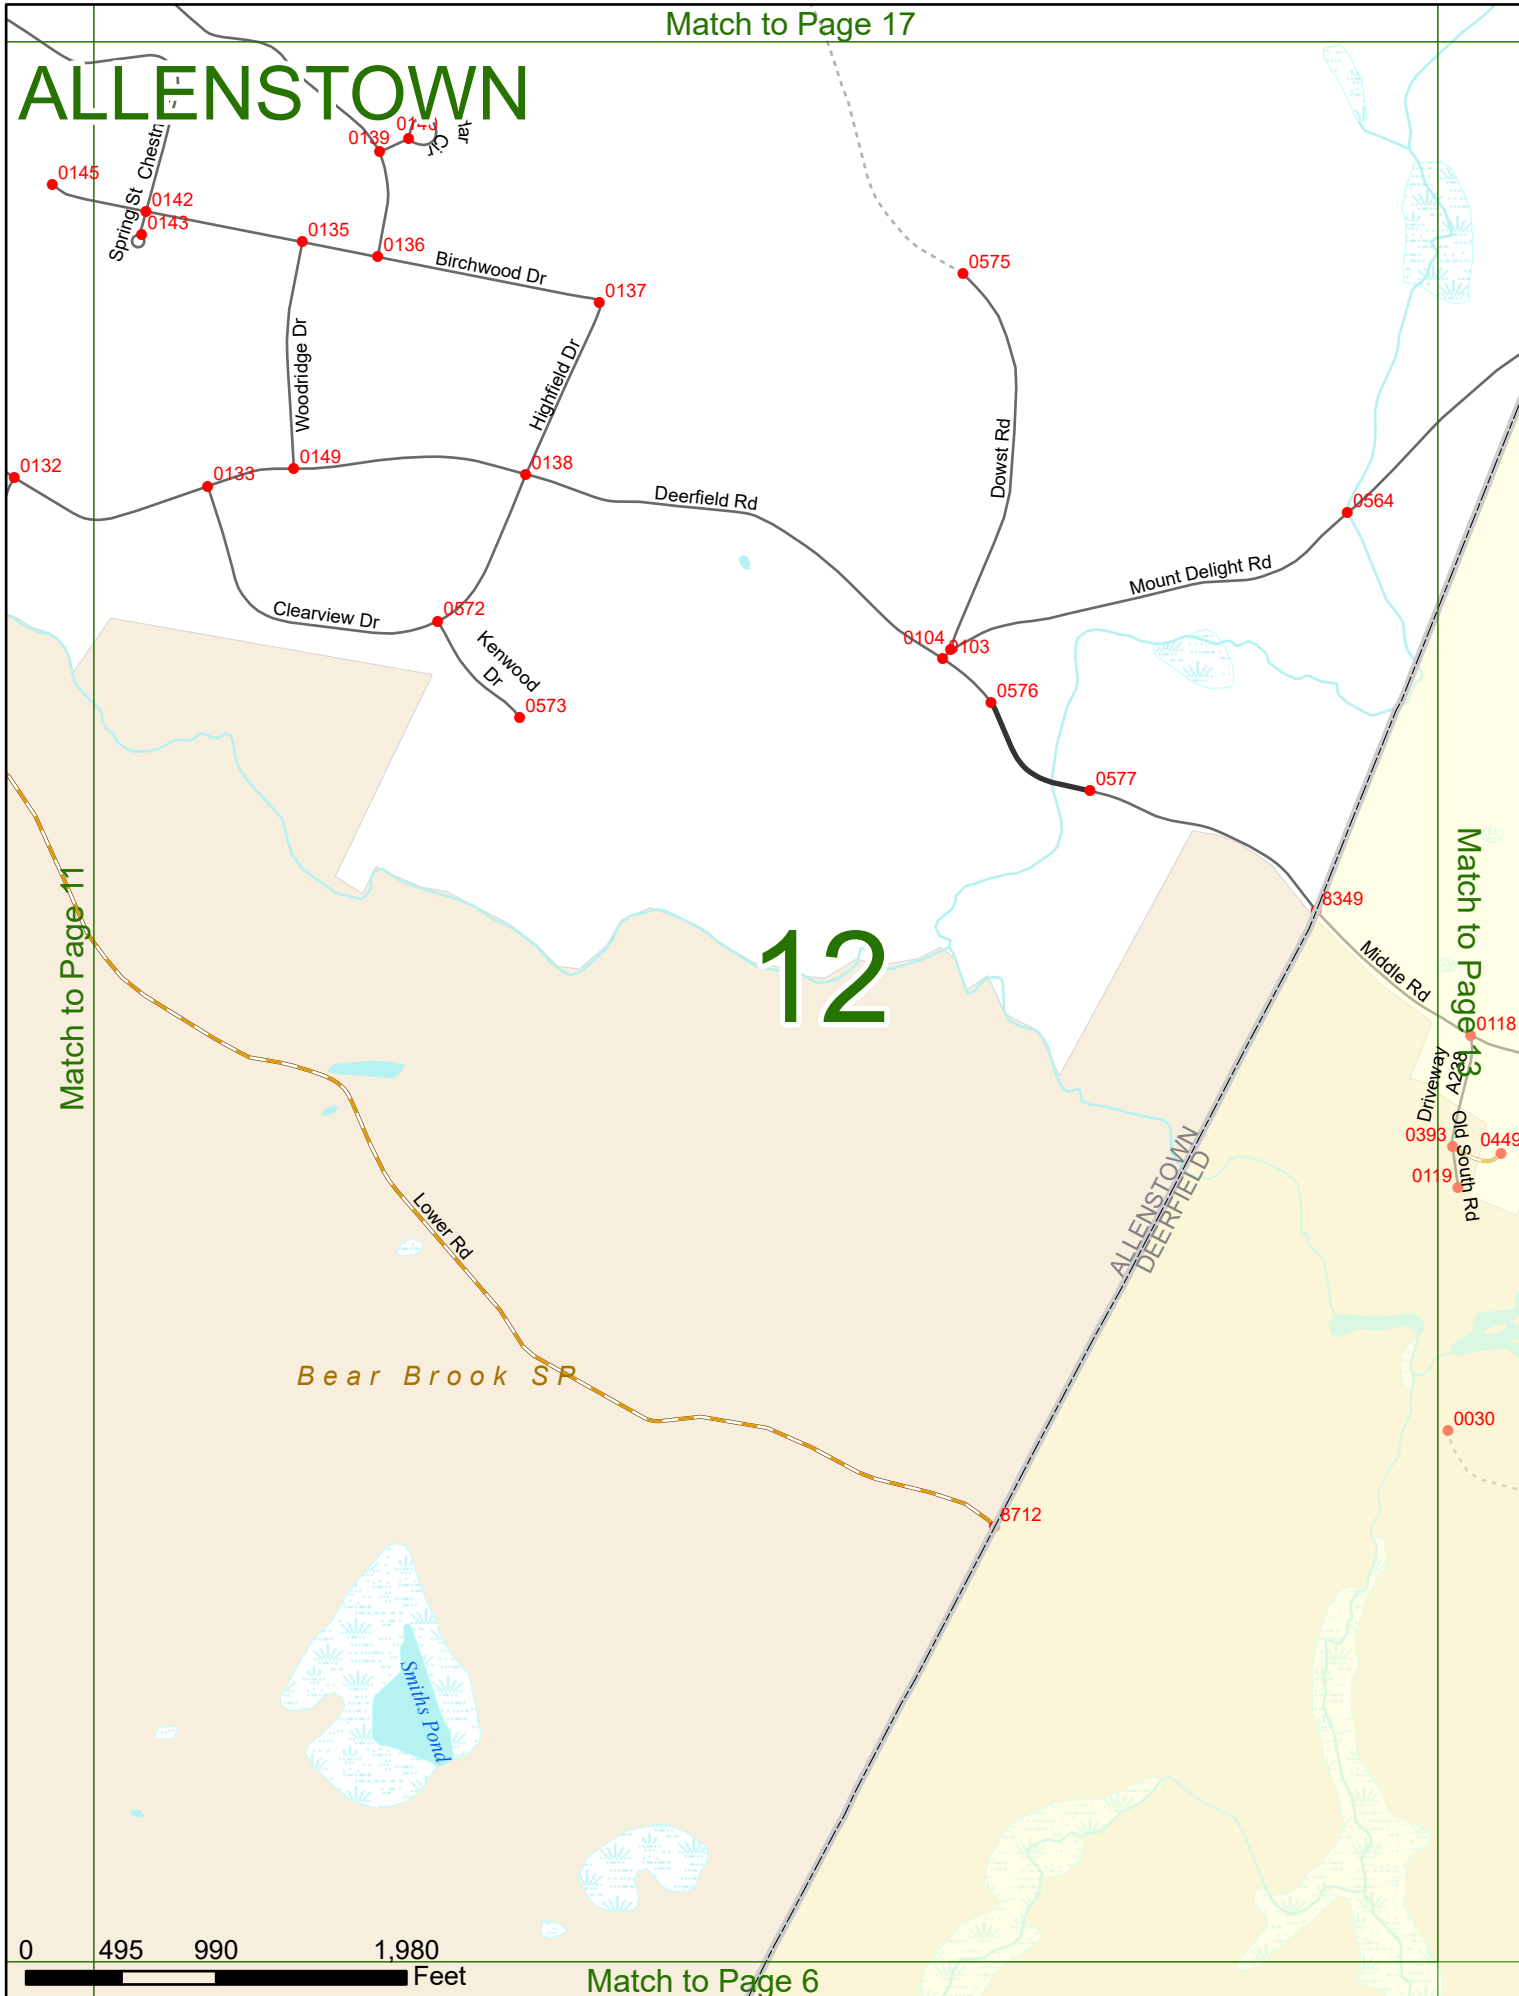 Match to Page 17
ALLENSTOWN
0139
Cir
0145
Spring St
0142
0143
0135
0136
Birchwood Dr
0137
0575
Woodridge Dr
Highfield Dr
Dowst Rd
0132
0133
0149
0138
Deerfield Rd
0564
Mount Delight Rd
Clearview Dr
0572
Kenwood
Dr
0573
0104
0103
0576
0577
Match to Page 11
12
8349
Middle Rd
Match to Page 13
0118
Driveway
A238
0393
Old South Rd
0449
0119
ALLENSTOWN
DEERFIELD
Lower Rd
Bear Brook SP
0030
8712
Smiths Pond
0 495 990 1,980
Feet
Match to Page 6